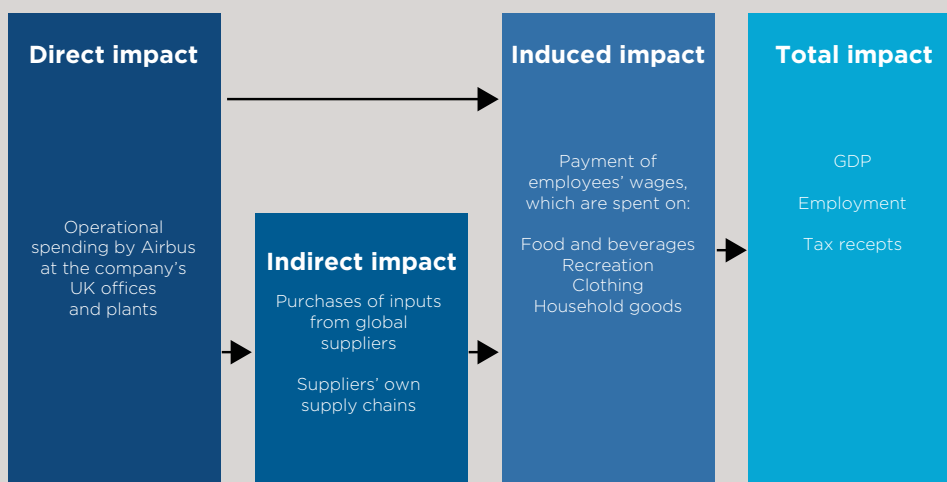 Direct impact
Operational
spending by Airbus
at the company's
UK offices
and plants
Indirect impact
Purchases of inputs
from global
suppliers
Suppliers' own
supply chains
Induced impact
Payment of
employees' wages,
which are spent on:
Food and beverages
Recreation
Clothing
Household goods
Total impact
GDP
Employment
Tax recepts